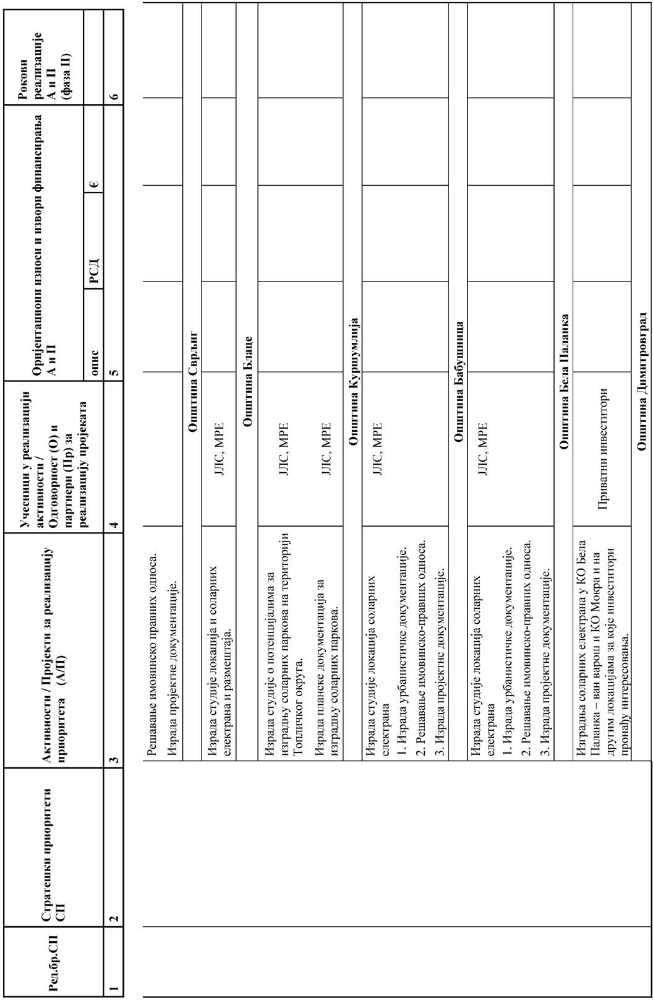 Ред.бр.СП
Стратешки приоритети
СП
Активности / Пројекти за реализацију
приоритета (А/П)
Учесници у реализацији
активности /
Одговорност (О) и
партнери (Пр) за
реализацију пројеката
Оријентациони износи и извори финансирања
А и П
Рокови
реализације
А и П
(фаза II)
опис
РСД
€
1
2
3
4
5
6
Решавање имовинско правних односа.
Израда пројектне документације.
Општина Сврљиг
Израда студије локација и соларних
електрана и размештаја.
ЈЛС, МРЕ
Општина Блаце
Израда студије о потенцијалима за
изградњу соларних паркова на територији
Топличког округа.
ЈЛС, МРЕ
Израда планске документација за
изградњу соларних паркова.
ЈЛС, МРЕ
Општина Куршумлија
Израда студије локација соларних
електрана
1. Израда урбанистичке документације.
2. Решавање имовинско-правних односа.
3. Израда пројектне документације.
ЈЛС, МРЕ
Општина Бабушница
Израда студије локација соларних
електрана
1. Израда урбанистичке документације.
2. Решавање имовинско-правних односа.
3. Израда пројектне документације.
ЈЛС, МРЕ
Општина Бела Паланка
Изградња соларних електрана у КО Бела
Паланка – ван варош и КО Мокра и на
другим локацијама за које инвеститори
пронађу интересовања.
Приватни инвеститори
Општина Димитровград